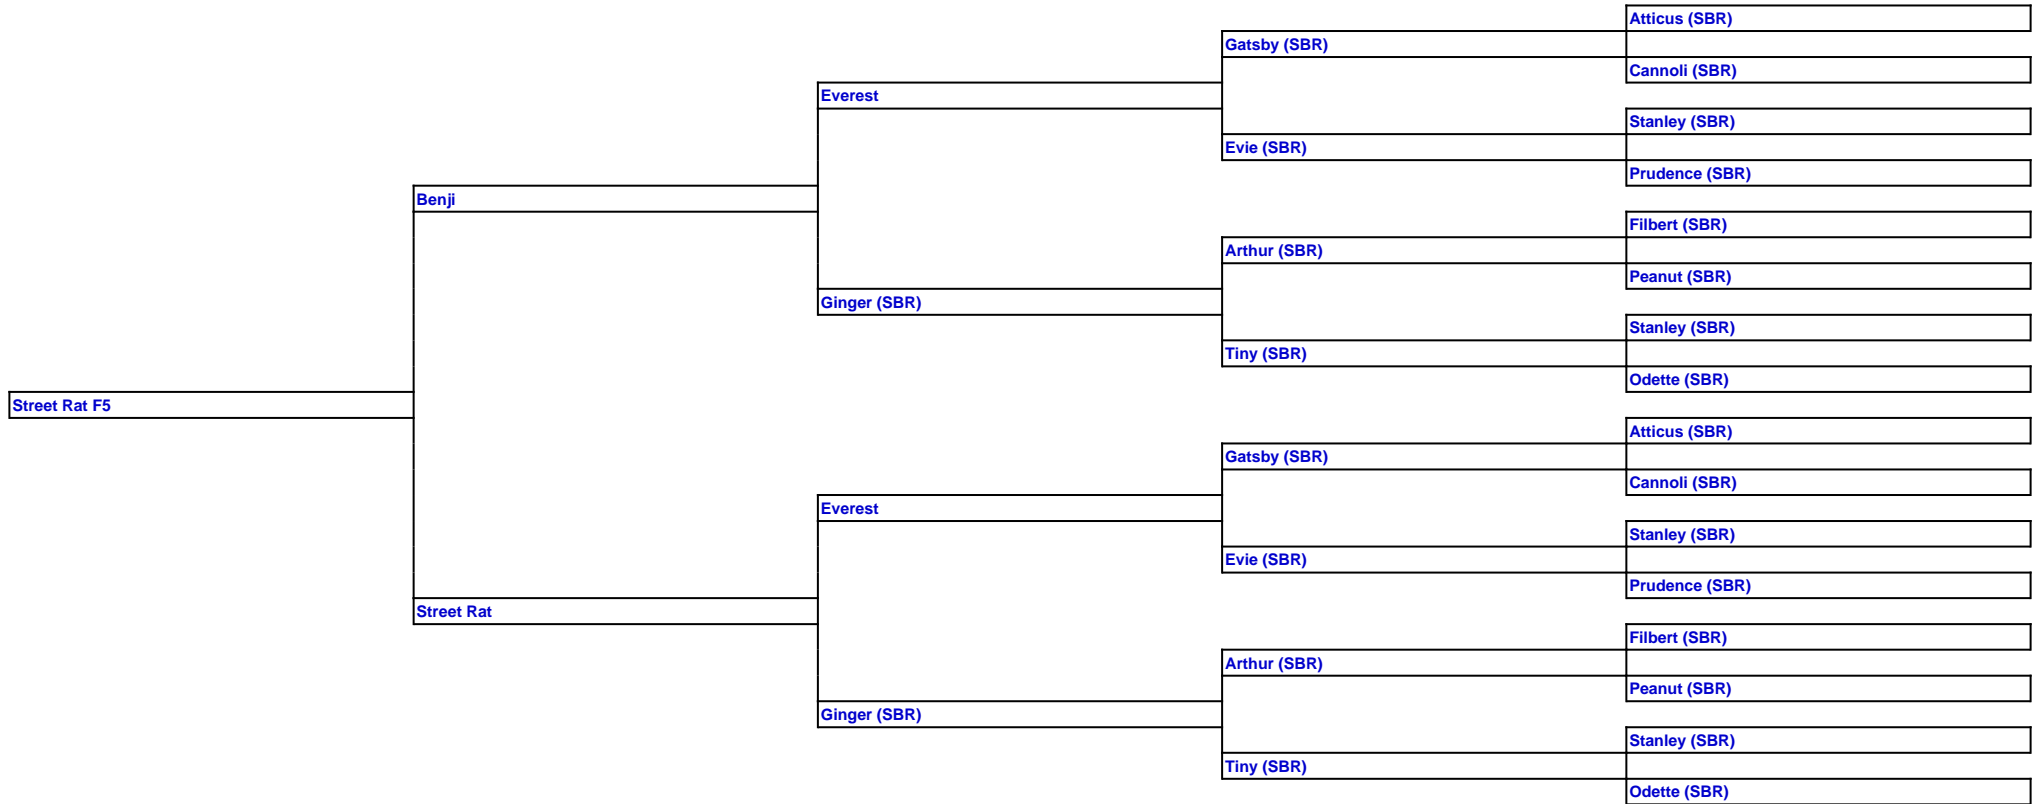 Atticus (SBR)
Gatsby (SBR)
Cannoli (SBR)
Everest
Stanley (SBR)
Evie (SBR)
Prudence (SBR)
Benji
Filbert (SBR)
Arthur (SBR)
Peanut (SBR)
Ginger (SBR)
Stanley (SBR)
Tiny (SBR)
Odette (SBR)
Street Rat F5
Atticus (SBR)
Gatsby (SBR)
Cannoli (SBR)
Everest
Stanley (SBR)
Evie (SBR)
Prudence (SBR)
Street Rat
Filbert (SBR)
Arthur (SBR)
Peanut (SBR)
Ginger (SBR)
Stanley (SBR)
Tiny (SBR)
Odette (SBR)